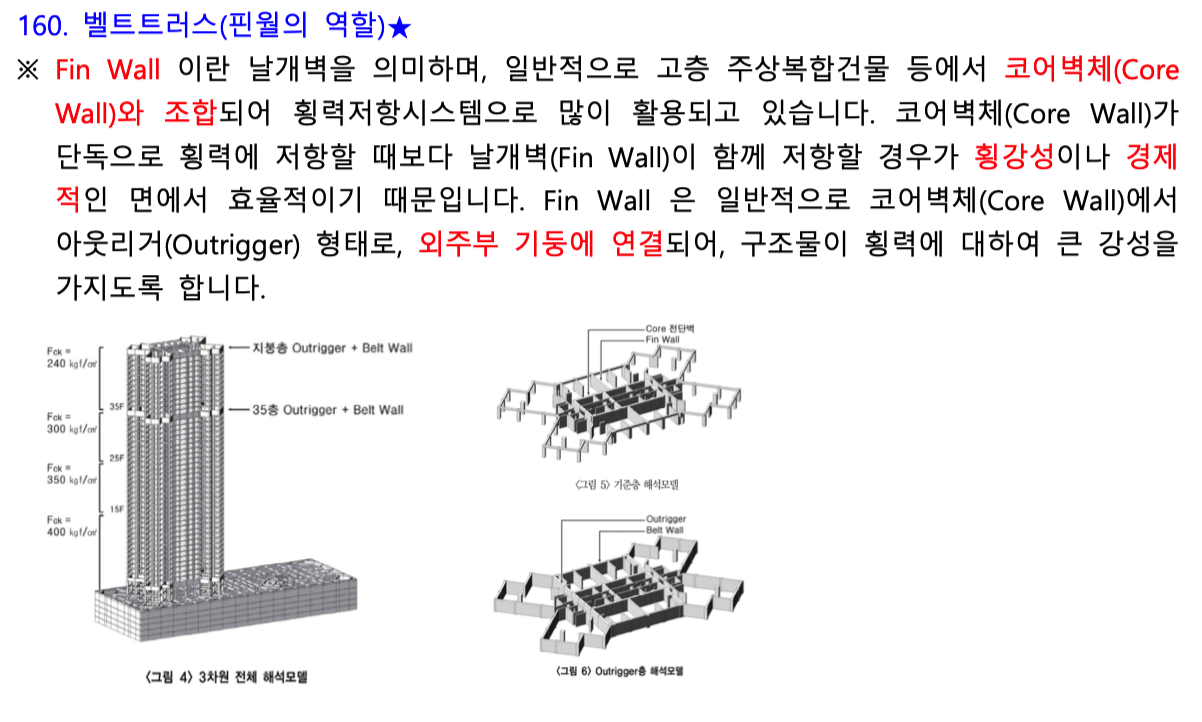 160. 벨트트러스(핀월의 역할)★
※ Fin Wall 이란 날개벽을 의미하며, 일반적으로 고층 주상복합건물 등에서 코어벽체(Core
Wall)와 조합되어 횡력저항시스템으로 많이 활용되고 있습니다. 코어벽체(Core Wall)가
단독으로 횡력에 저항할 때보다 날개벽(Fin Wall)이 함께 저항할 경우가 횡강성이나 경제
적인 면에서 효율적이기 때문입니다. Fin Wall 은 일반적으로 코어벽체(Core Wall)에서
아웃리거(Outrigger) 형태로, 외주부 기둥에 연결되어, 구조물이 횡력에 대하여 큰 강성을
가지도록 합니다.
Fck =
240 kgf/㎠
지붕층 Outrigger + Belt Wall
35F
35층 Outrigger + Belt Wall
Fck =
300 kgf/㎠
25F
Fck =
350 kgf/㎠
15F
Fck =
400 kgf/㎠
〈그림 4〉 3차원 전체 해석모델
Core 전단벽
Fin Wall
〈그림 5〉 기준층 해석모델
Outrigger
Belt Wall
〈그림 6〉 Outrigger층 해석모델